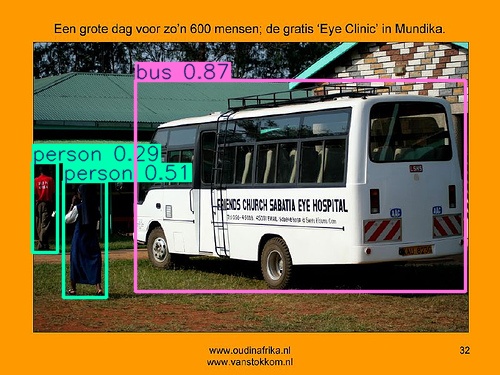 Een grote dag voor zo'n 600 mensen; de gratis 'Eye Clinic' in Mundika.
bus 0.87
person 0.29
person 0.51
FRIENDS CHURCH SABATIA EYE HOSPITAL
www.oudinafrika.nl
32
www.vanstokkom.nl